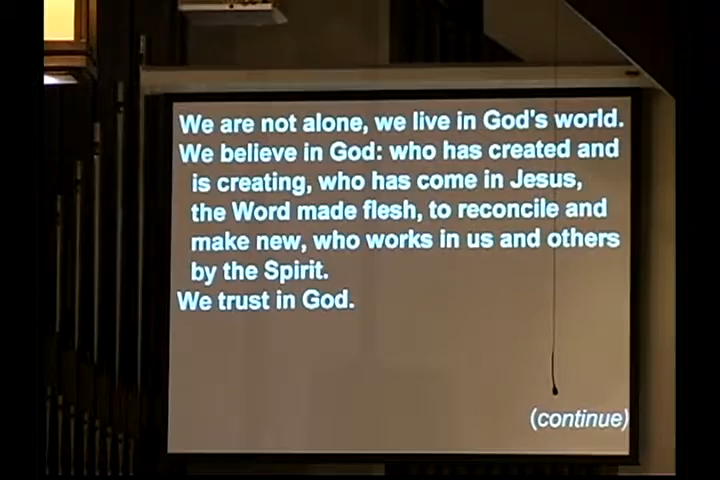 We are not alone, we live in God's world.
We believe in God: who has created and
is creating, who has come in Jesus,
the Word made flesh, to reconcile and
make new, who works in us and others
by the Spirit.
We trust in God.
(continue)